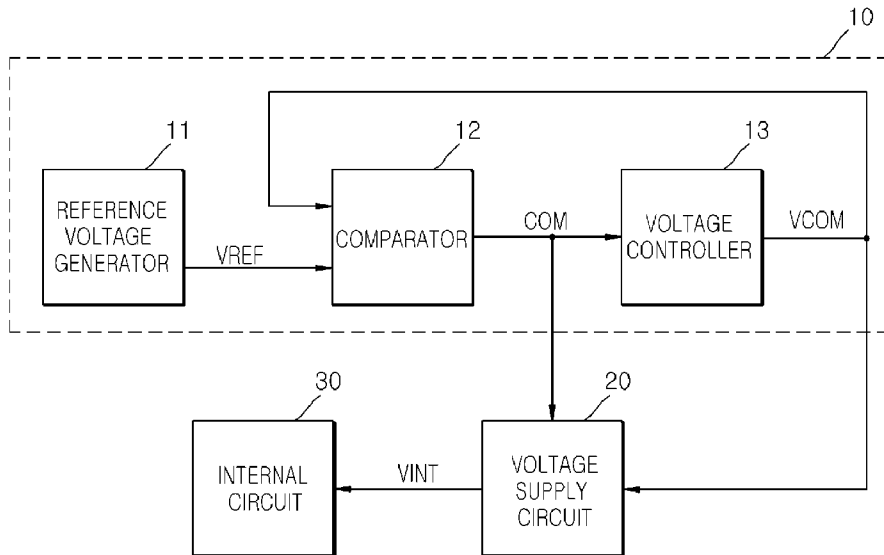 10
11
12
13
REFERENCE
VOLTAGE
GENERATOR
VREF
COMPARATOR
COM
VOLTAGE
CONTROLLER
VCOM
30
20
INTERNAL
CIRCUIT
VINT
VOLTAGE
SUPPLY
CIRCUIT